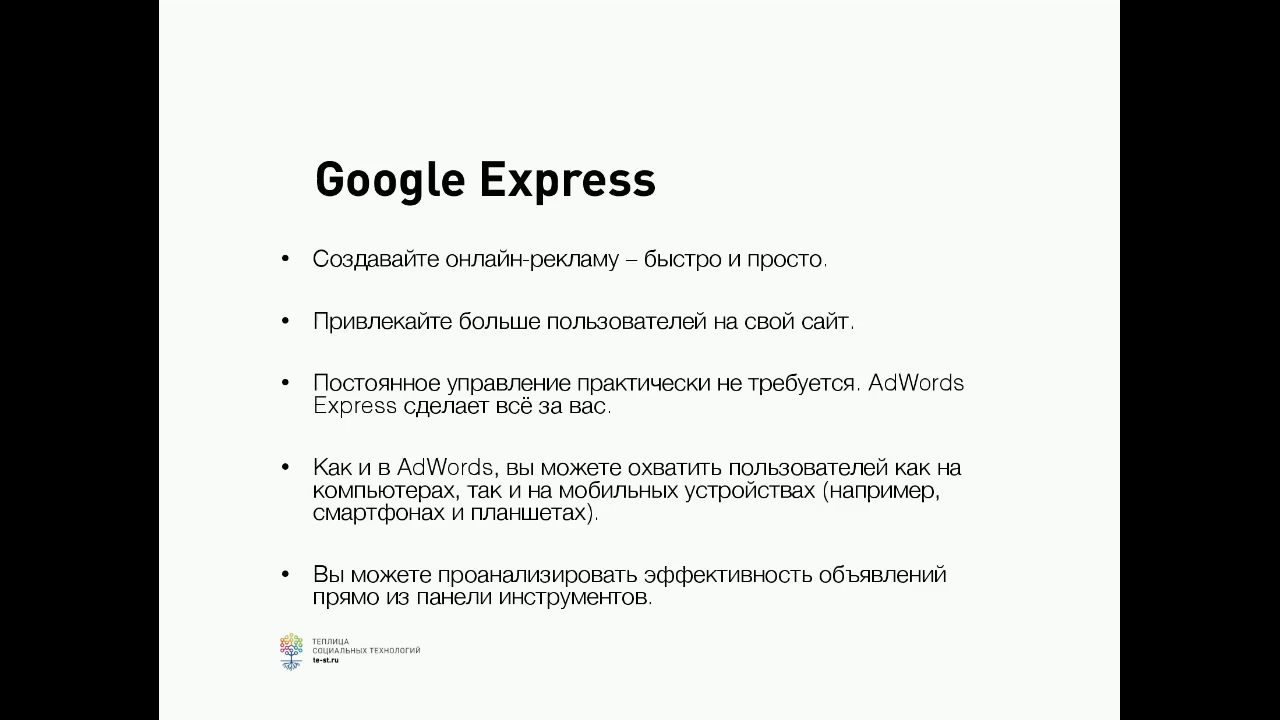 Google Express
• Создавайте онлайн-рекламу – быстро и просто.
• Привлекайте больше пользователей на свой сайт.
• Постоянное управление практически не требуется. AdWords
Express сделает всё за вас.
• Как и в AdWords, вы можете охватить пользователей как на
компьютерах, так и на мобильных устройствах (например,
смартфонах и планшетах).
• Вы можете проанализировать эффективность объявлений
прямо из панели инструментов.
ТЕПЛИЦА
СОЦИАЛЬНЫХ ТЕХНОЛОГИЙ
te-st.ru